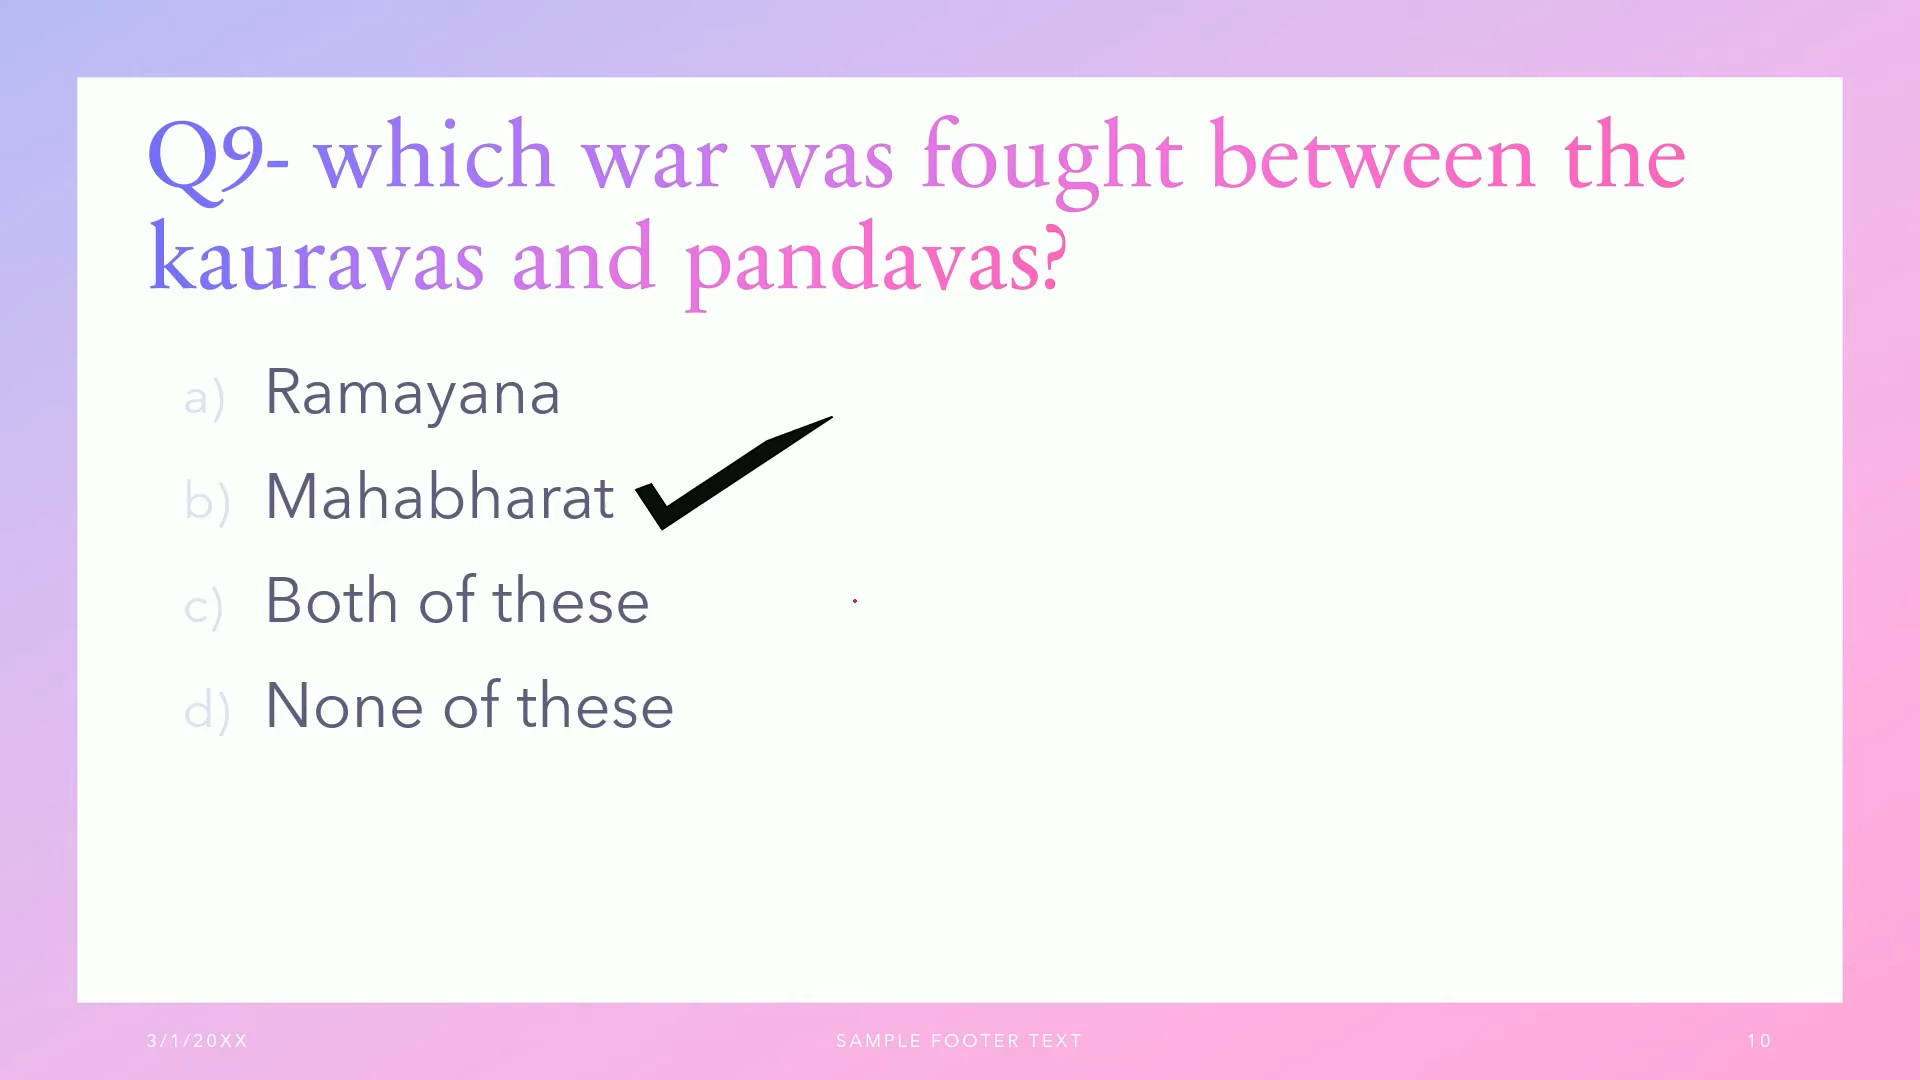 Q9- which war was fought between the
kauravas and pandavas?
a) Ramayana
b) Mahabharat
c) Both of these
d) None of these
3/1/20XX
SAMPLE FOOTER TEXT
10